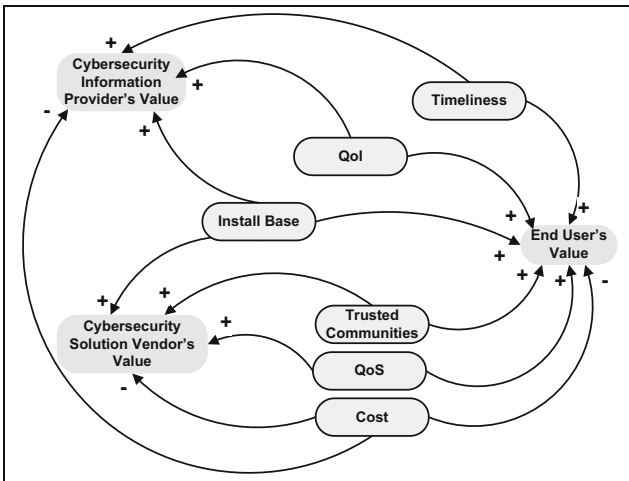 +
Cybersecurity
Information
Provider's Value
+
-
+
Timeliness
QoI
+
+
Install Base
End User's
Value
+
+
+
-
+
+
Cybersecurity
Solution Vendor's
Value
+
-
Trusted
Communities
QoS
Cost